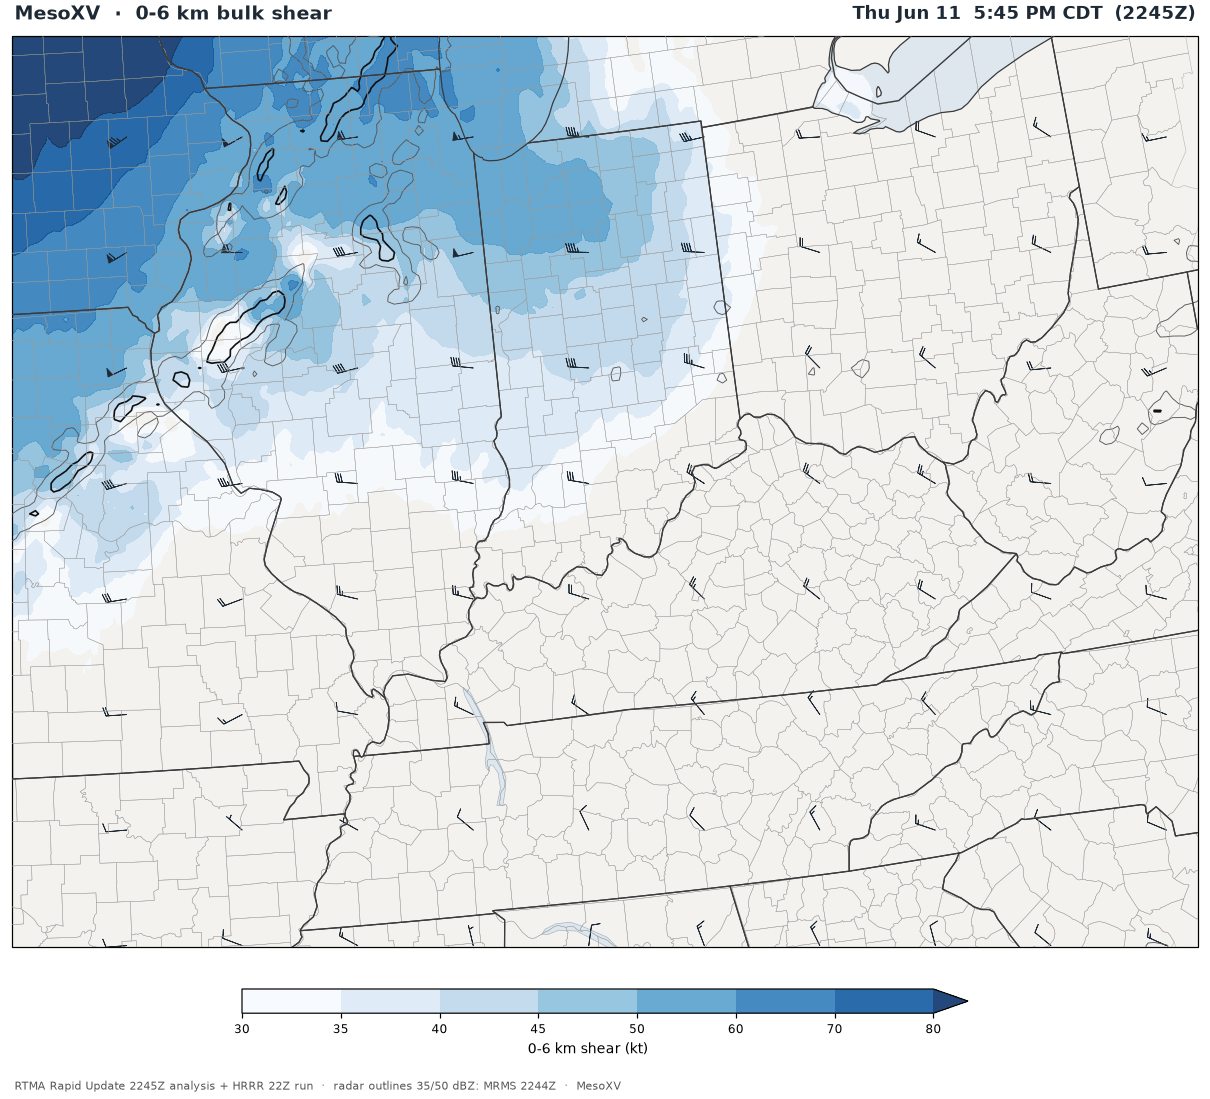 MesoXV · 0-6 km bulk shear
Thu Jun 11 5:45 PM CDT (2245Z)
30 35 40 45 50 60 70 80
0-6 km shear (kt)
RTMA Rapid Update 2245Z analysis + HRRR 22Z run · radar outlines 35/50 dBZ: MRMS 2244Z · MesoXV